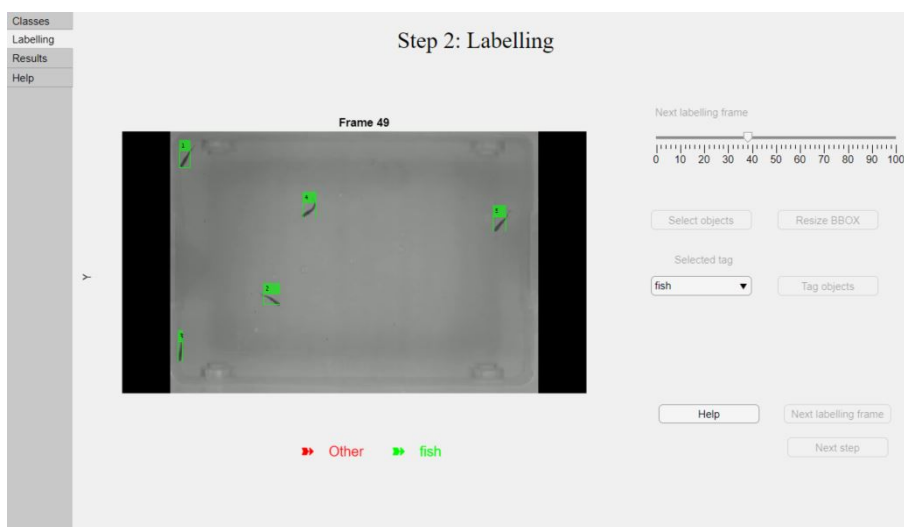 Classes
Labelling
Results
Help
Step 2: Labelling
Frame 49
Y
1
4
5
2
Other
fish
Next labelling frame
0 10 20 30 40 50 60 70 80 90 100
Select objects
Resize BBOX
Selected tag
fish
Tag objects
Help
Next labelling frame
Next step